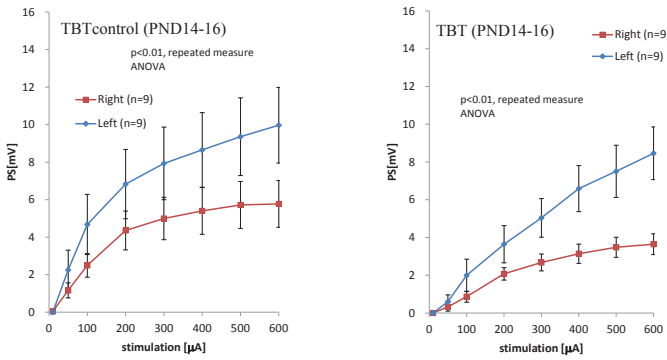 TBTcontrol (PND14-16)
p<0.01, repeated measure
ANOVA
Right (n=9)
Left (n=9)
PS[mV]
16
14
12
10
8
6
4
2
0
0 100 200 300 400 500 600
stimulation [μA]
TBT (PND14-16)
Right (n=9
Left (n=9)
p<0.01, repeated measure
ANOVA
PS[mV]
16
14
12
10
8
6
4
2
0
0 100 200 300 400 500 600
stimulation [μA]